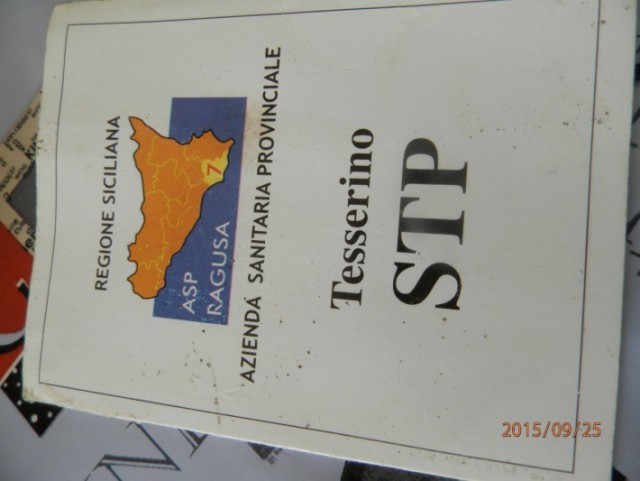 REGIONE SICILIANA
7
ASP
RAGUSA
AZIENDA SANITARIA PROVINCIALE
Tesserino
STP
2015/09/25